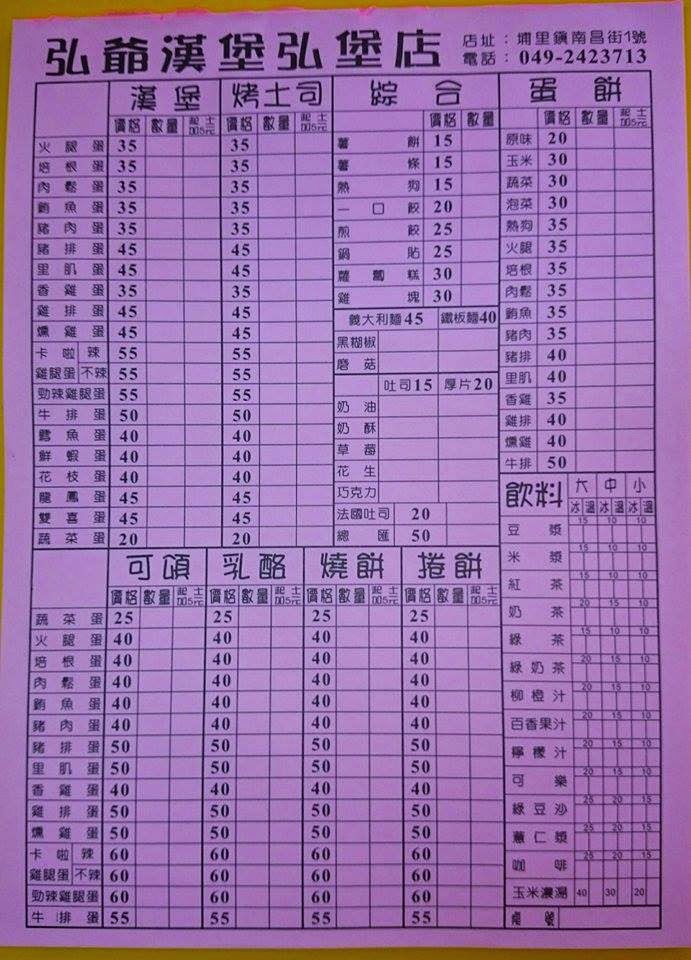 弘爺漢堡弘堡店
店址：埔里鎮南昌街1號
電話：049-2423713
漢堡 烤土司
價格 數量 起士加5元 價格 數量 起士加5元
火腿蛋 35 35
培根蛋 35 35
肉鬆蛋 35 35
鮪魚蛋 35 35
豬肉蛋 35 35
豬排蛋 45 45
里肌蛋 45 45
香雞蛋 35 35
雞排蛋 45 45
燻雞蛋 45 45
卡啦 辣 55 55
雞腿蛋 不辣 55 55
勁辣雞腿蛋 55 55
牛排蛋 50 50
鱈魚蛋 40 40
鮮蝦蛋 40 40
花枝蛋 40 40
龍鳳蛋 45 45
雙喜蛋 45 45
蔬菜蛋 20 20
綜合
價格 數量
薯餅 15
薯條 15
熱狗 15
一口餃 20
煎餃 25
鍋貼 25
蘿蔔糕 30
雞塊 30
義大利麵45 鐵板麵40
黑糊椒
磨菇
吐司15 厚片20
奶油
奶酥
草莓
花生
巧克力
法國吐司 20
總匯 50
蛋餅
價格 數量 起士加5元
原味 20
玉米 30
蔬菜 30
泡菜 30
熱狗 35
火腿 35
培根 35
肉鬆 35
鮪魚 35
豬肉 35
豬排 40
里肌 40
香雞 35
雞排 40
燻雞 40
牛排 50
可頌 乳酪 燒餅 捲餅
價格 數量 起士加5元 價格 數量 起士加5元 價格 數量 起士加5元 價格 數量 起士加5元
蔬菜蛋 25 25 25 25
火腿蛋 40 40 40 40
培根蛋 40 40 40 40
肉鬆蛋 40 40 40 40
鮪魚蛋 40 40 40 40
豬肉蛋 40 40 40 40
豬排蛋 50 50 50 50
里肌蛋 50 50 50 50
香雞蛋 40 40 40 40
雞排蛋 50 50 50 50
燻雞蛋 50 50 50 50
卡啦 辣 60 60 60 60
雞腿蛋 不辣 60 60 60 60
勁辣雞腿蛋 60 60 60 60
牛排蛋 55 55 55 55
飲料 大 中 小
冰 溫 冰 溫 冰 溫
豆漿 15 10 10
米漿 15 10 10
紅茶 15 10 10
奶茶 20 15 10
綠茶 15 10 10
綠奶茶 20 15 10
柳橙汁 20 15 10
百香果汁 20 15 10
檸檬汁 20 15 10
可樂 20 15 10
綠豆沙 25 20 15
薏仁漿 25 20 15
咖啡 25 20 15
玉米濃湯 40 30 20
桌號